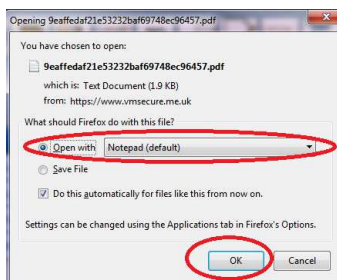 Opening 9eaffedaf21e53232baf69748ec96457.pdf
You have chosen to open:
9eaffedaf21e53232baf69748ec96457.pdf
which is: Text Document (1.9 KB)
from: https://www.vmsecure.me.uk
What should Firefox do with this file?
Open with Notepad (default)
Save File
Do this automatically for files like this from now on.
Settings can be changed using the Applications tab in Firefox's Options.
OK Cancel